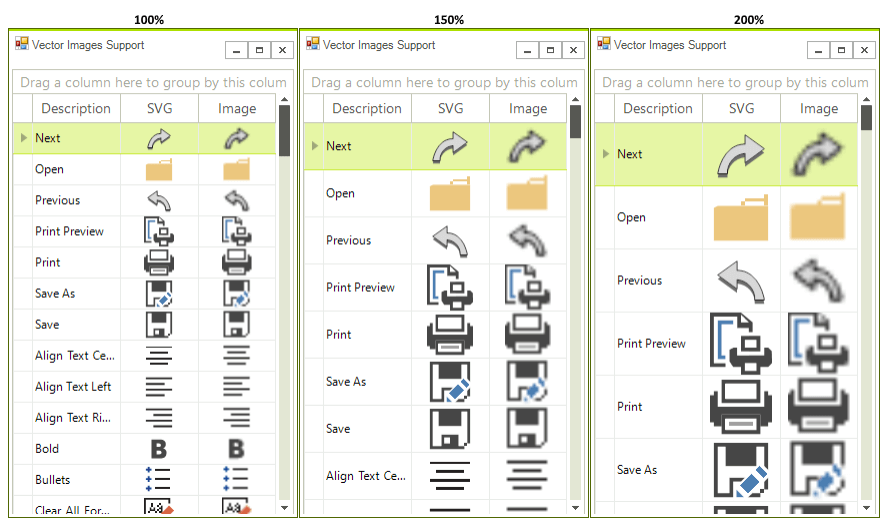 100% 150% 200%
Vector Images Support
Drag a column here to group by this colum
Description SVG Image
Next
Open
Previous
Print Preview
Print
Save As
Save
Align Text Ce...
Align Text Left
Align Text Ri...
Bold B B
Bullets
Clear All For... Aa Aa
Vector Images Support
Drag a column here to group by this colum
Description SVG Image
Next
Open
Previous
Print Preview
Print
Save As
Save
Align Text Ce...
Vector Images Support
Drag a column here to group by this colum
Description SVG Image
Next
Open
Previous
Print Preview
Print
Save As